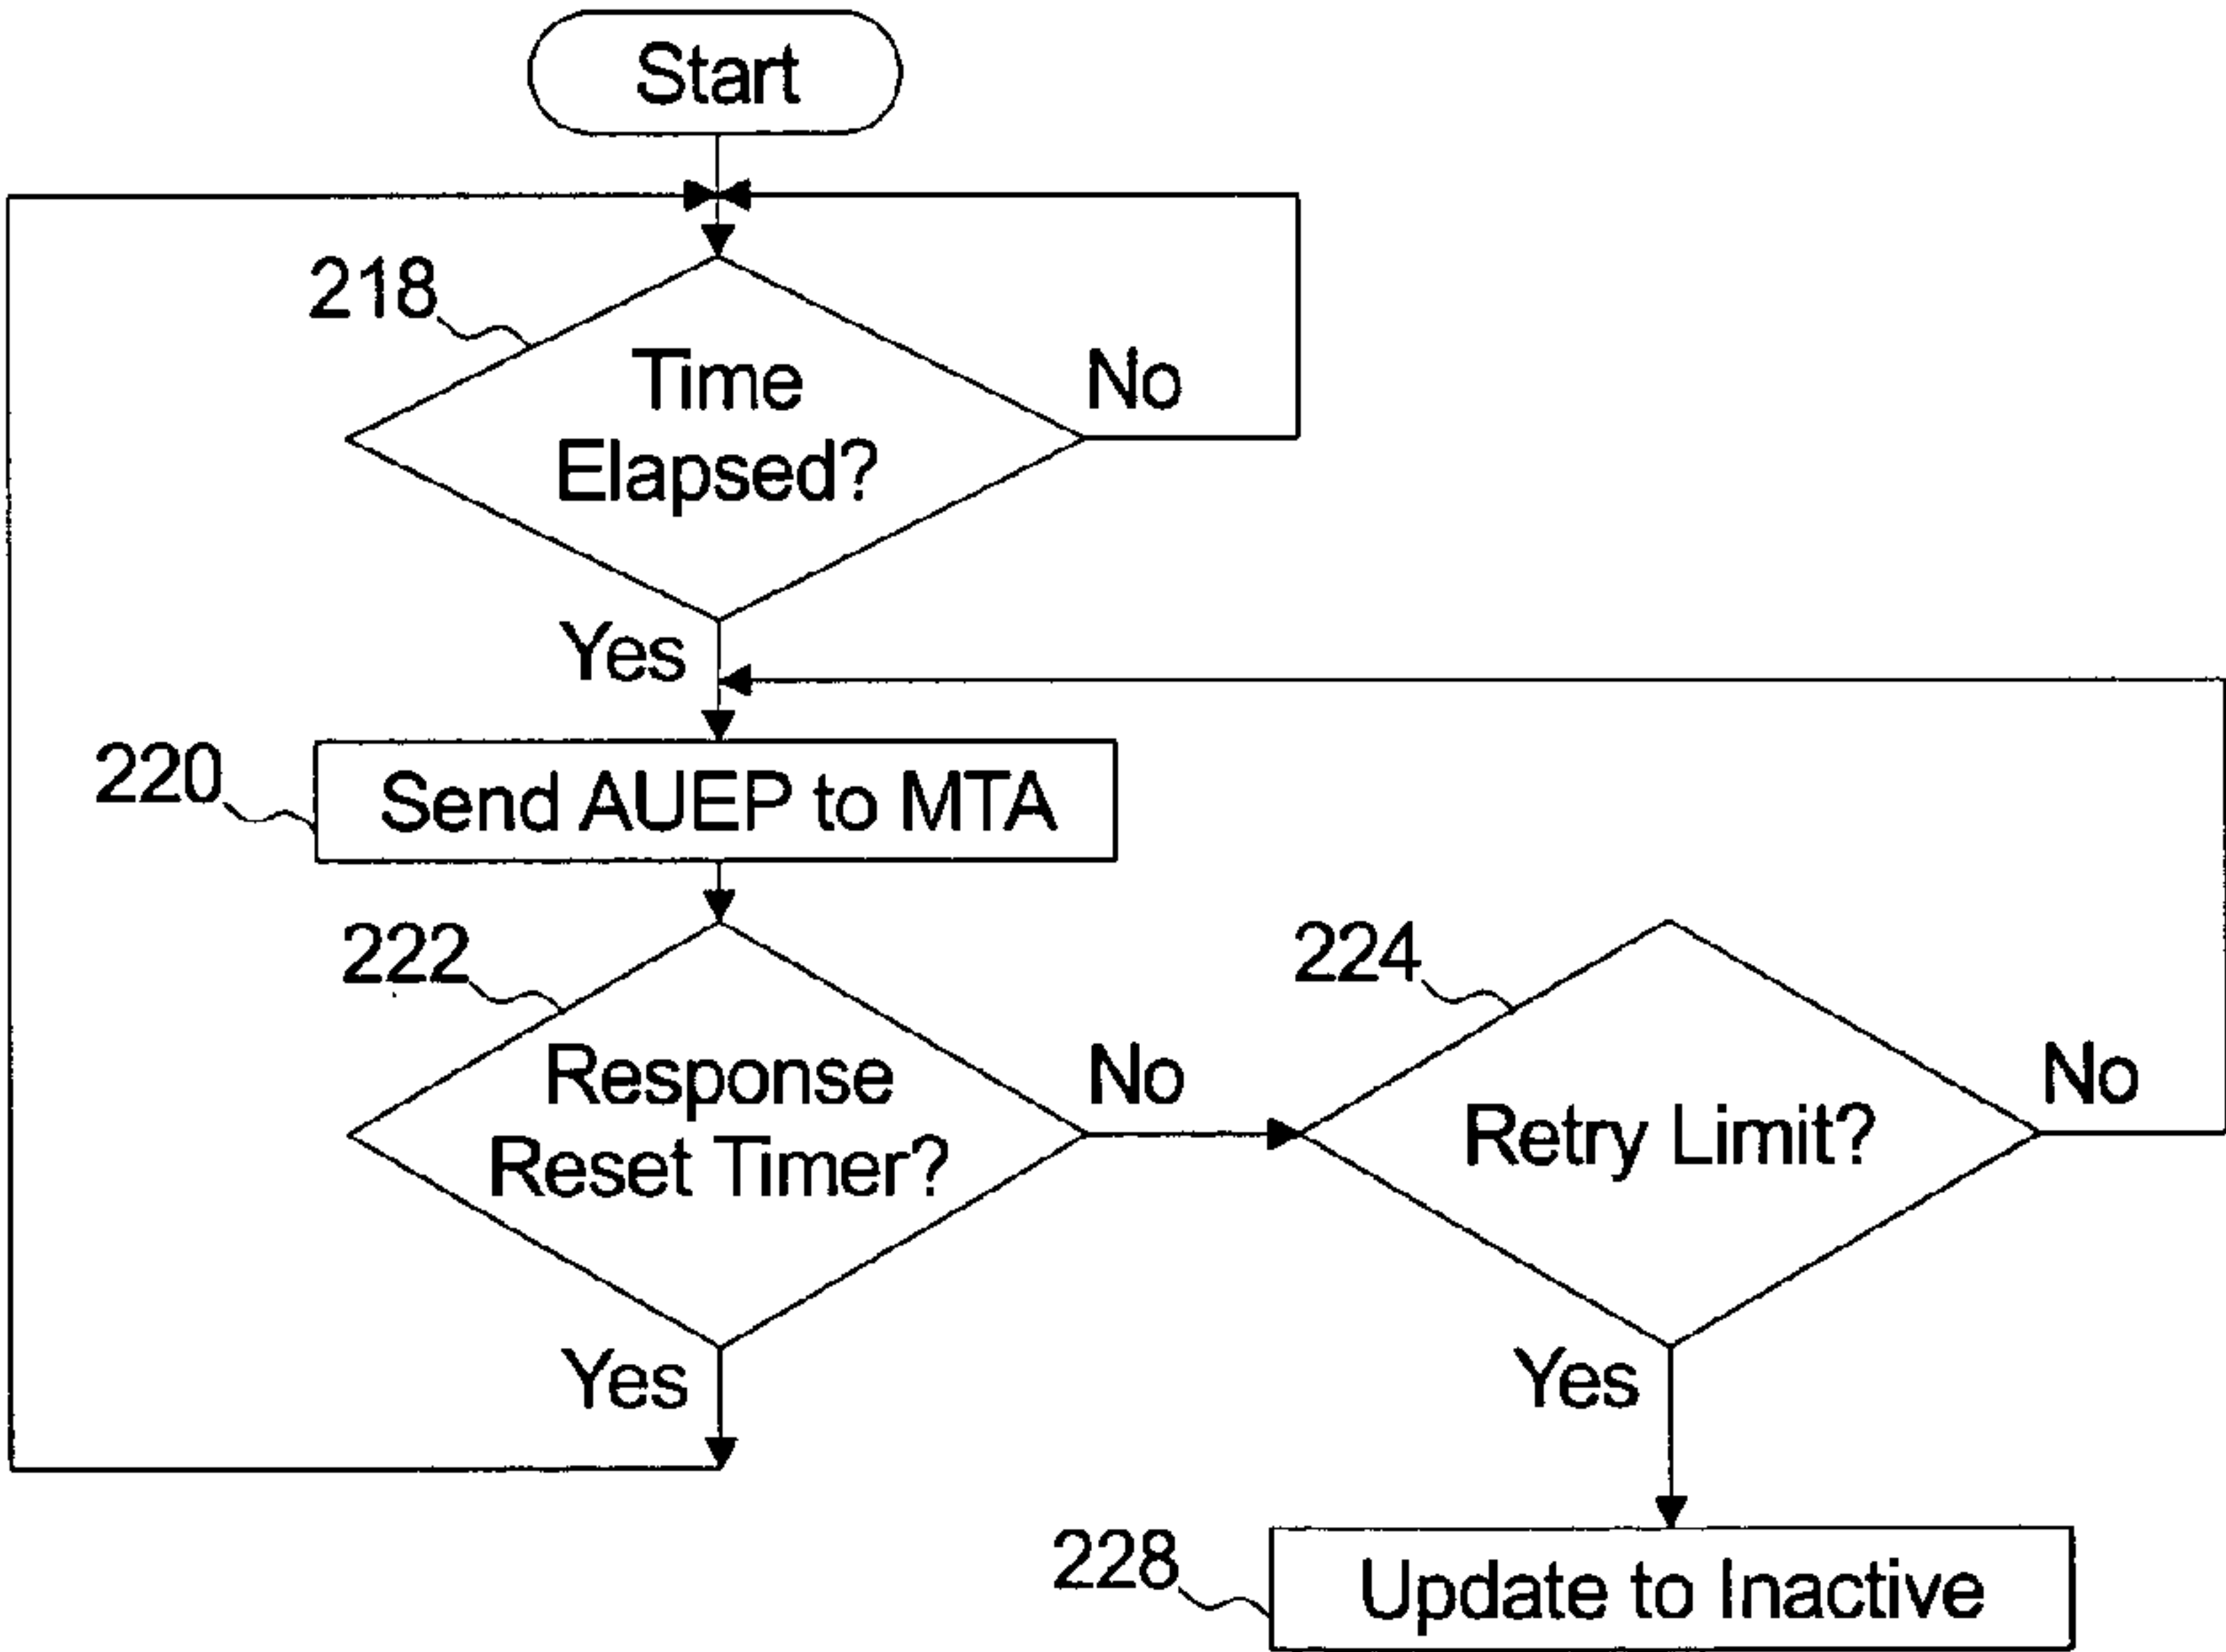 Start
218
Time
Elapsed?
No
Yes
220
Send AUEP to MTA
222
Response
Reset Timer?
No
Yes
224
Retry Limit?
No
Yes
228
Update to Inactive